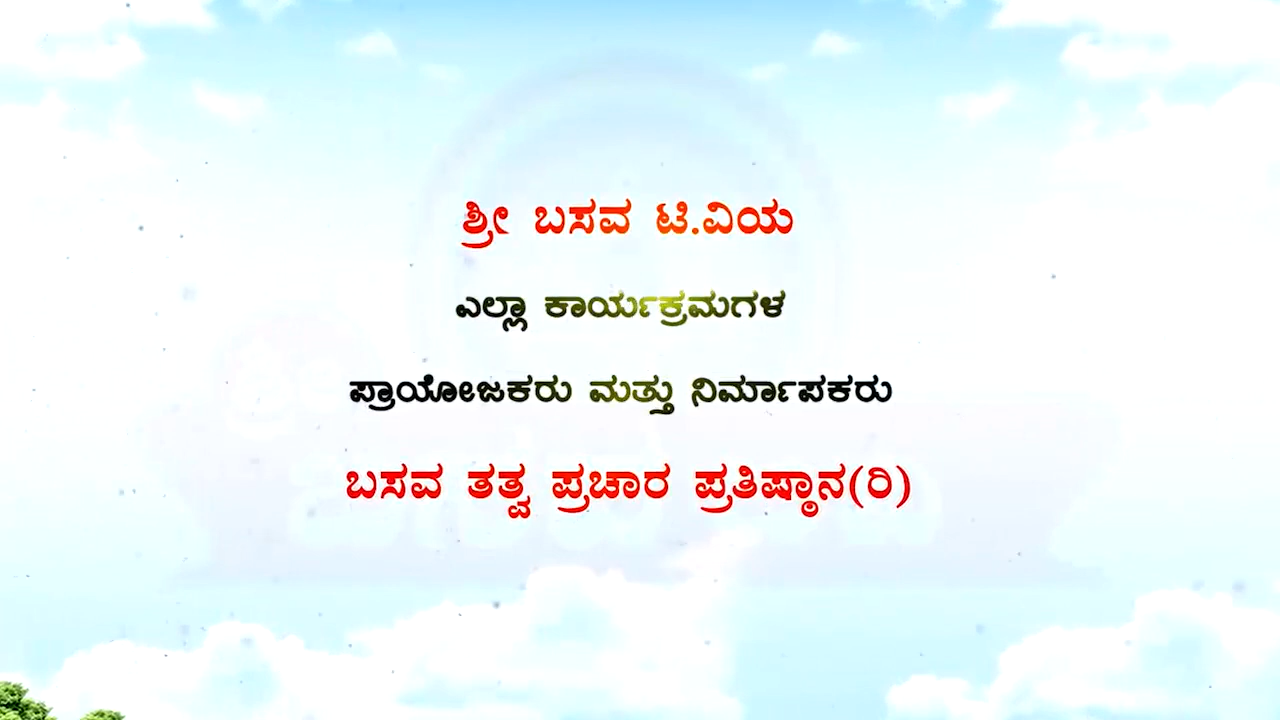 ಶ್ರೀ ಬಸವ ಟಿ.ವಿಯ
ಎಲ್ಲಾ ಕಾರ್ಯಕ್ರಮಗಳ
ಪ್ರಾಯೋಜಕರು ಮತ್ತು ನಿರ್ಮಾಪಕರು
ಬಸವ ತತ್ವ ಪ್ರಚಾರ ಪ್ರತಿಷ್ಠಾನ(ರಿ)